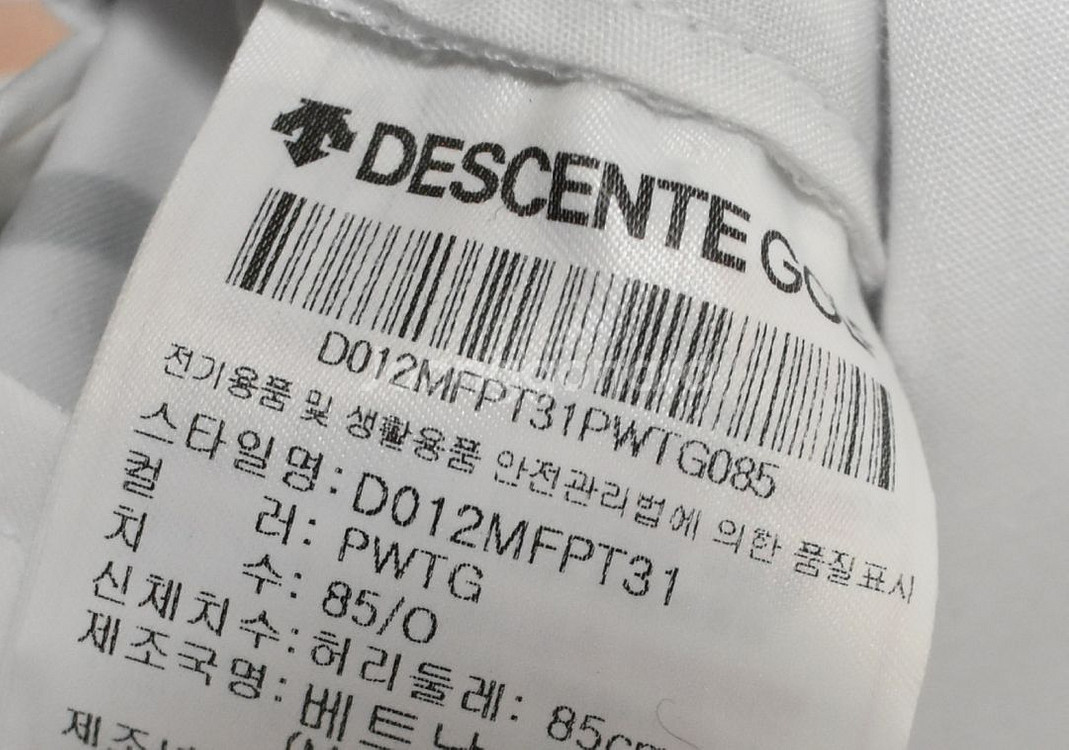 DESCENTE
D012MFPT31PWTG085
전기용품 및 생활용품 안전관리법에 의한 품질표시
스타일명: D012MFPT31
컬 러: PWTG
치 수: 85/O
신체치수: 허리둘레: 85cm
제조국명: 베트남